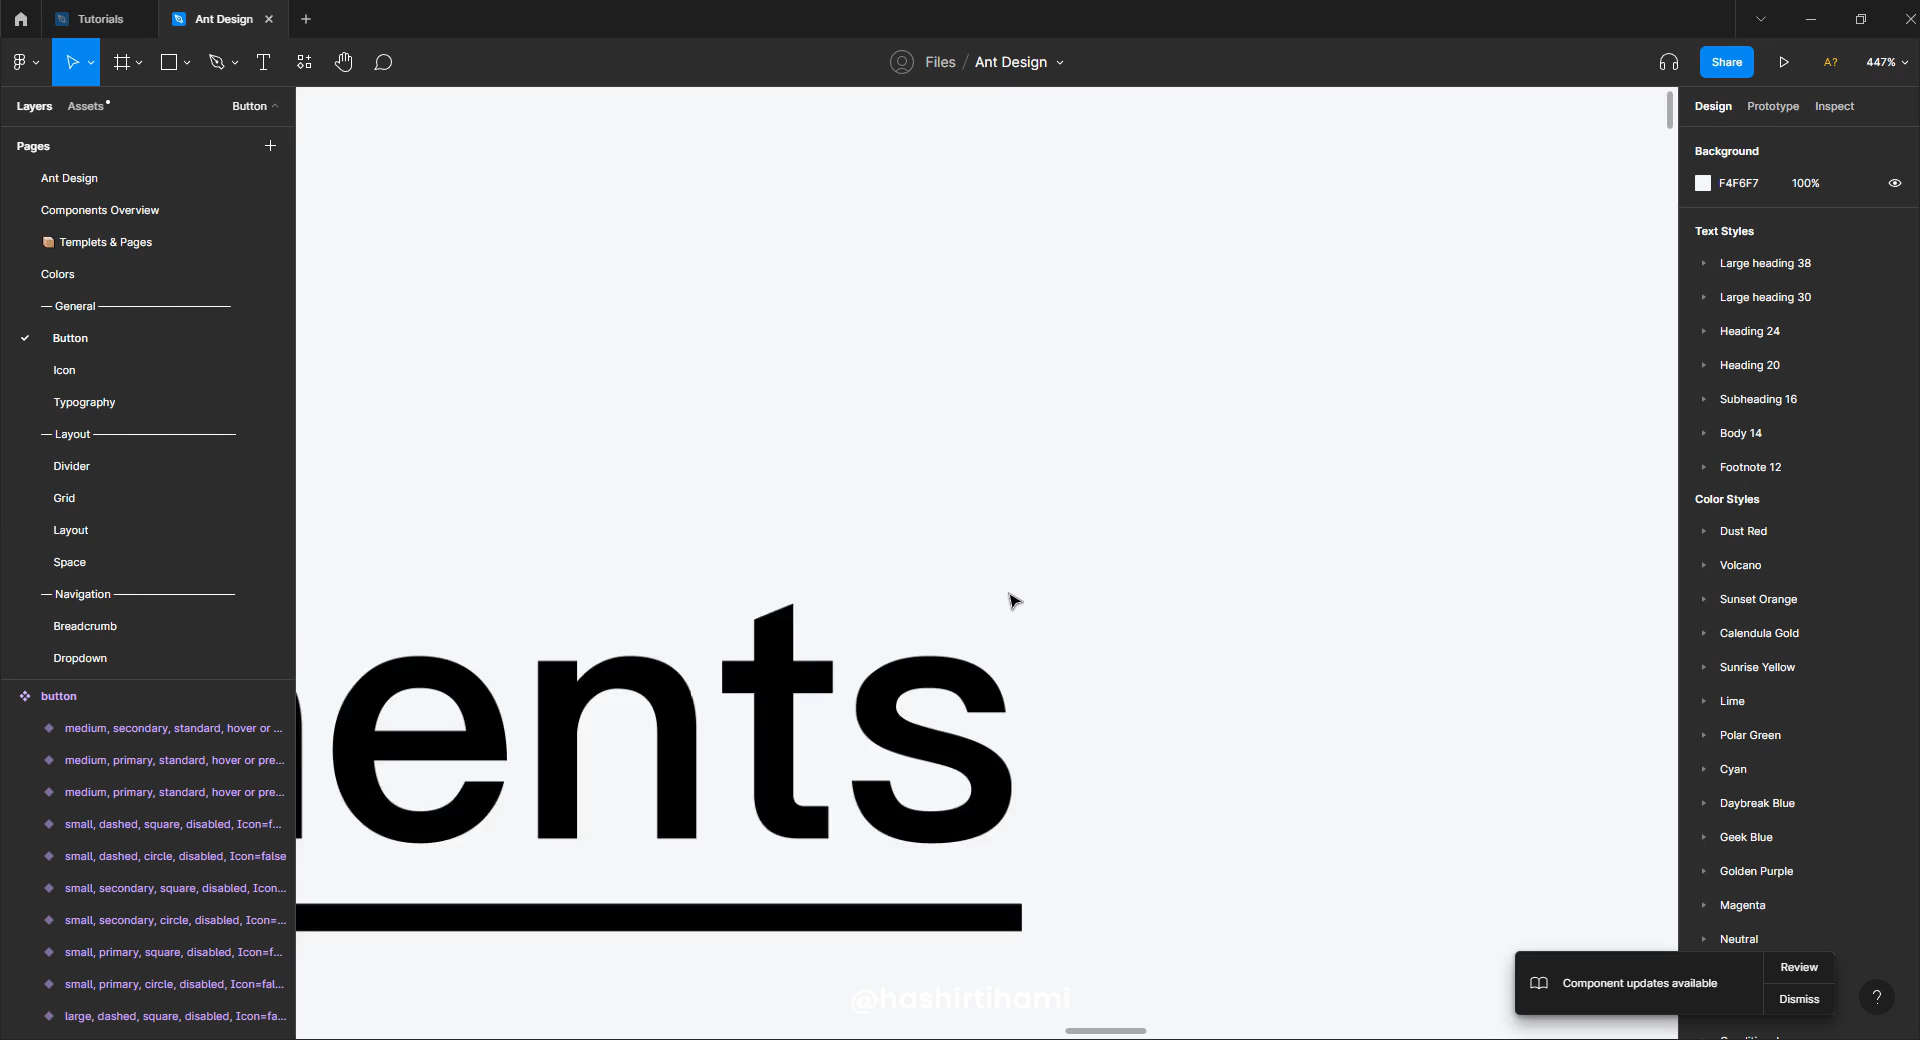 Tutorials
Ant Design
Files / Ant Design
Share
A?
447%
Layers
Assets
Button
Pages
Ant Design
Components Overview
Templets & Pages
Colors
— General —
Button
Icon
Typography
— Layout —
Divider
Grid
Layout
Space
— Navigation —
Breadcrumb
Dropdown
button
medium, secondary, standard, hover or ...
medium, primary, standard, hover or pre...
medium, primary, standard, hover or pre...
small, dashed, square, disabled, Icon=f...
small, dashed, circle, disabled, Icon=false
small, secondary, square, disabled, Icon...
small, secondary, circle, disabled, Icon=...
small, primary, square, disabled, Icon=f...
small, primary, circle, disabled, Icon=fal...
large, dashed, square, disabled, Icon=fa...
ents
@hashirtihami
Design
Prototype
Inspect
Background
F4F6F7
100%
Text Styles
Large heading 38
Large heading 30
Heading 24
Heading 20
Subheading 16
Body 14
Footnote 12
Color Styles
Dust Red
Volcano
Sunset Orange
Calendula Gold
Sunrise Yellow
Lime
Polar Green
Cyan
Daybreak Blue
Geek Blue
Golden Purple
Magenta
Neutral
Component updates available
Review
Dismiss
?